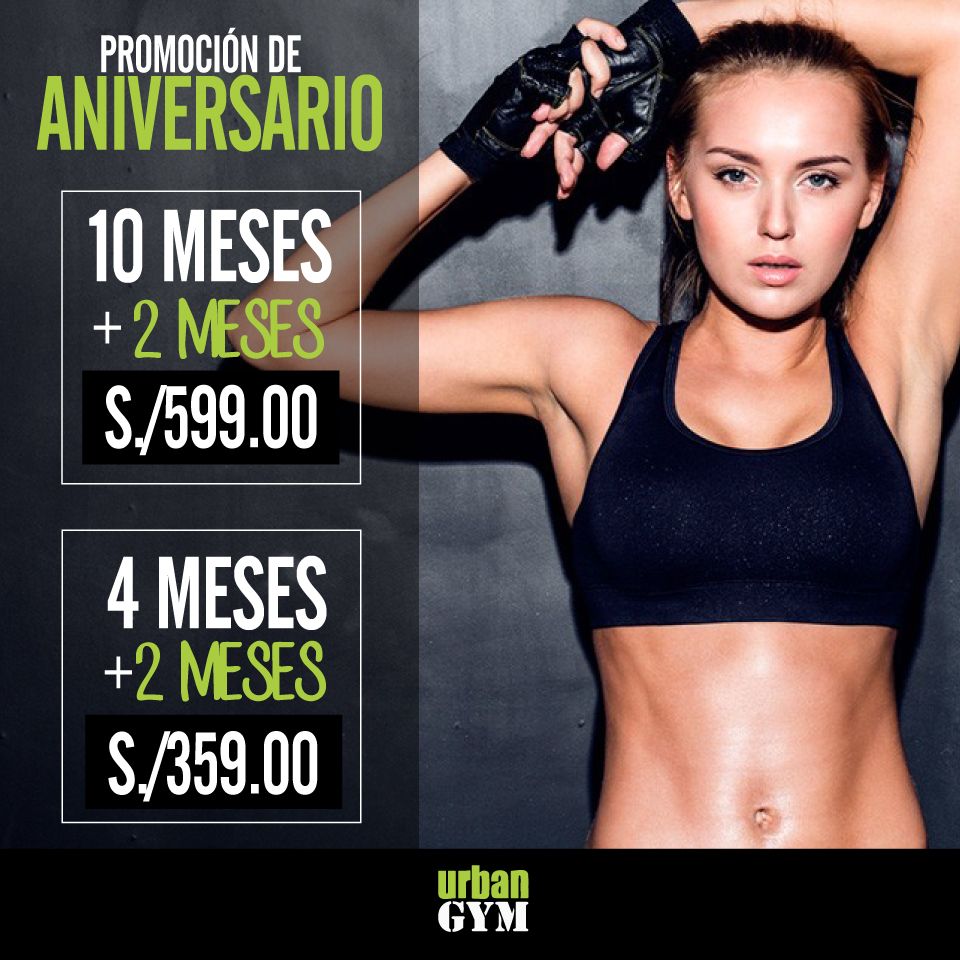 PROMOCIÓN DE
ANIVERSARIO
10 MESES
+ 2 MESES
S./599.00
4 MESES
+2 MESES
S./359.00
urban
GYM